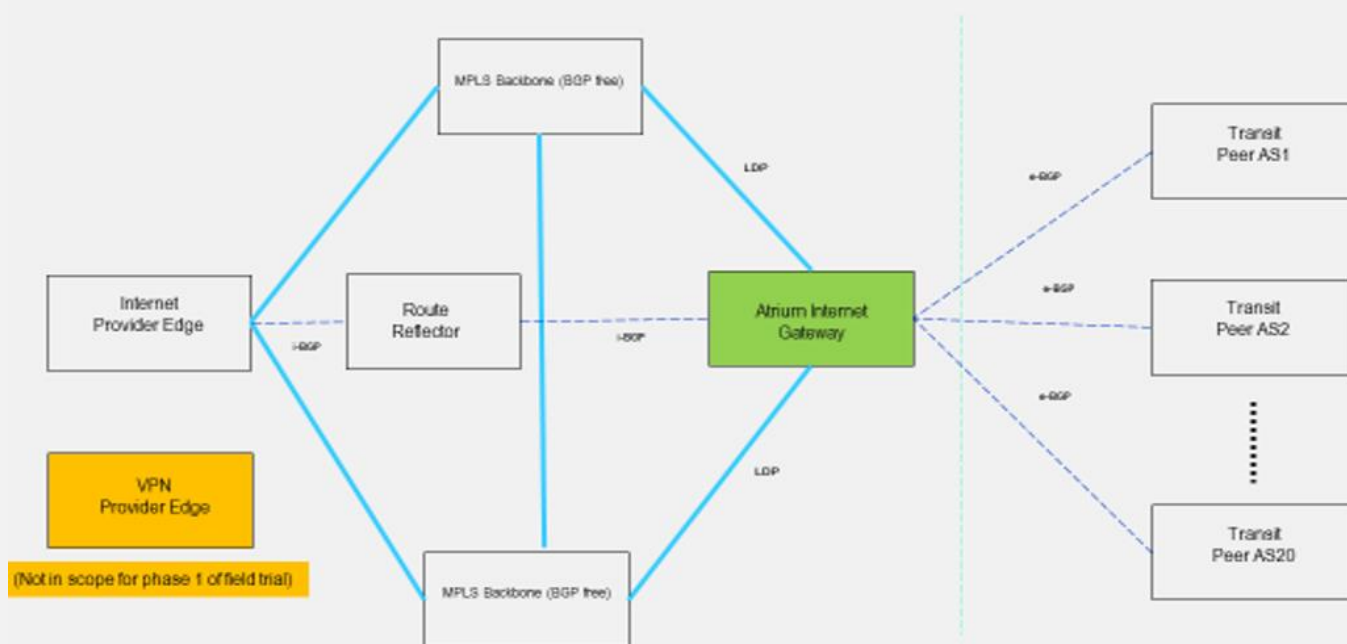 MPLS Backbone (BGP free)
LDP
Transit
Peer AS1
e-BGP
Internet
Provider Edge
Route
Reflector
Atrium Internet
Gateway
e-BGP
Transit
Peer AS2
i-BGP
i-BGP
e-BGP
VPN
Provider Edge
LDP
Transit
Peer AS20
(Not in scope for phase 1 of field trial)
MPLS Backbone (BGP free)